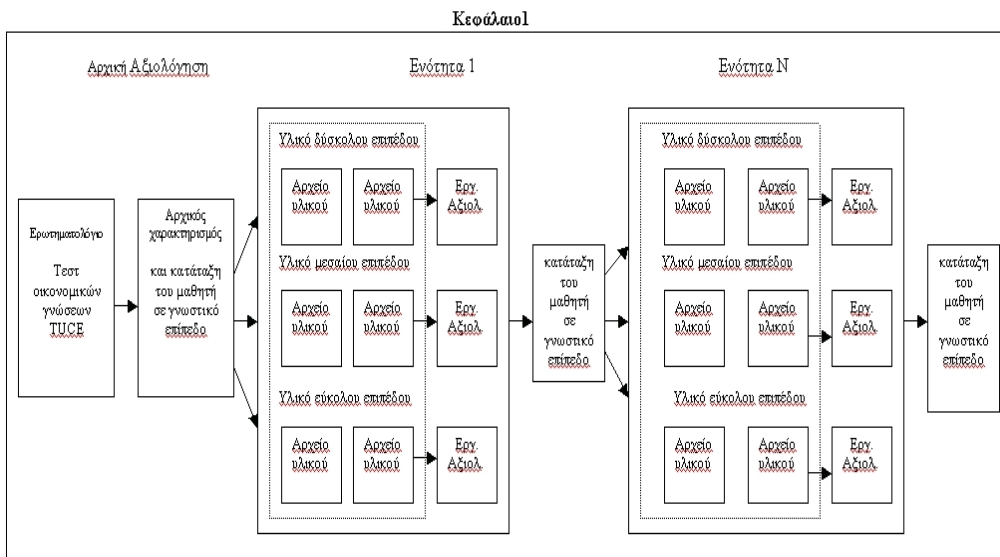 Κεφάλαιο1
Αρχική Αξιολόγηση
Ενότητα 1
Ενότητα Ν
Ερωτηματολόγιο
Τεστ
οικονομικών
γνώσεων
TUCE
Αρχικός
χαρακτηρισμός
και κατάταξη
του μαθητή
σε γνωστικό
επίπεδο
Υλικό δύσκολου επιπέδου
Αρχείο
υλικού
Αρχείο
υλικού
Εργ.
Αξιολ.
Υλικό μεσαίου επιπέδου
Αρχείο
υλικού
Αρχείο
υλικού
Εργ.
Αξιολ.
Υλικό εύκολου επιπέδου
Αρχείο
υλικού
Αρχείο
υλικού
Εργ.
Αξιολ.
κατάταξη
του
μαθητή
σε
γνωστικό
επίπεδο
Υλικό δύσκολου επιπέδου
Αρχείο
υλικού
Αρχείο
υλικού
Εργ.
Αξιολ.
Υλικό μεσαίου επιπέδου
Αρχείο
υλικού
Αρχείο
υλικού
Εργ.
Αξιολ.
Υλικό εύκολου επιπέδου
Αρχείο
υλικού
Αρχείο
υλικού
Εργ.
Αξιολ.
κατάταξη
του
μαθητή
σε
γνωστικό
επίπεδο